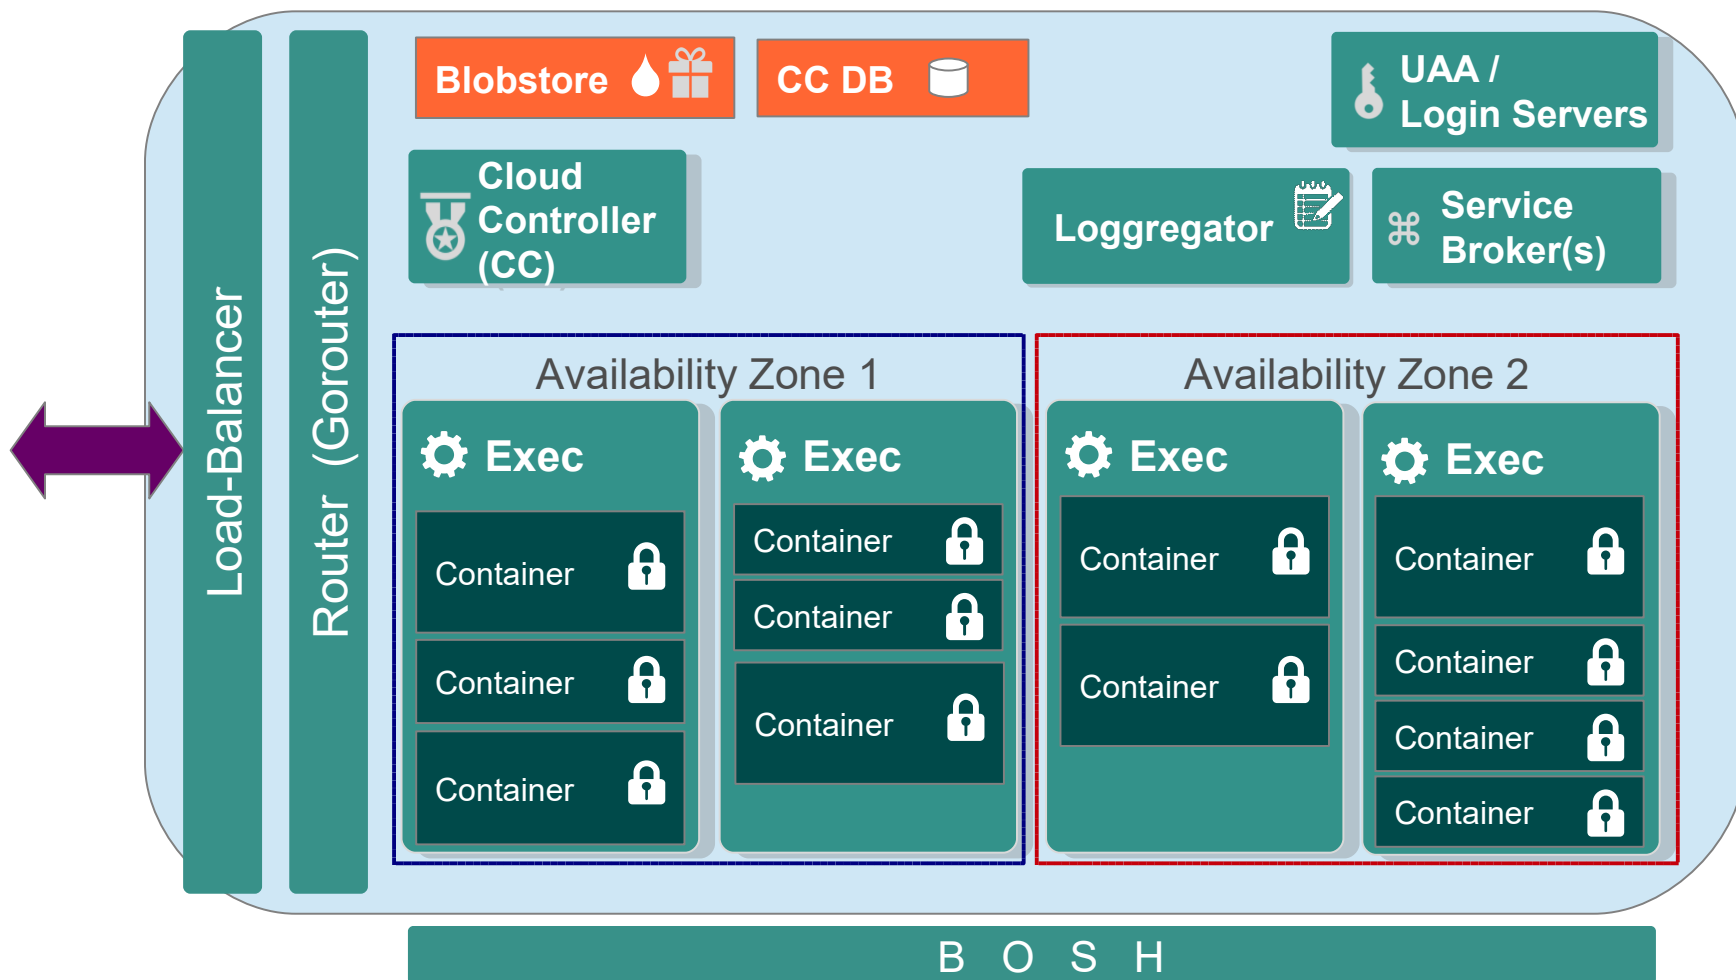 Load-Balancer
Router (Gorouter)
Blobstore
CC DB
UAA /
Login Servers
Cloud
Controller
(CC)
Loggregator
Service
Broker(s)
Availability Zone 1
Exec
Container
Container
Container
Exec
Container
Container
Container
Availability Zone 2
Exec
Container
Container
Exec
Container
Container
Container
Container
B O S H